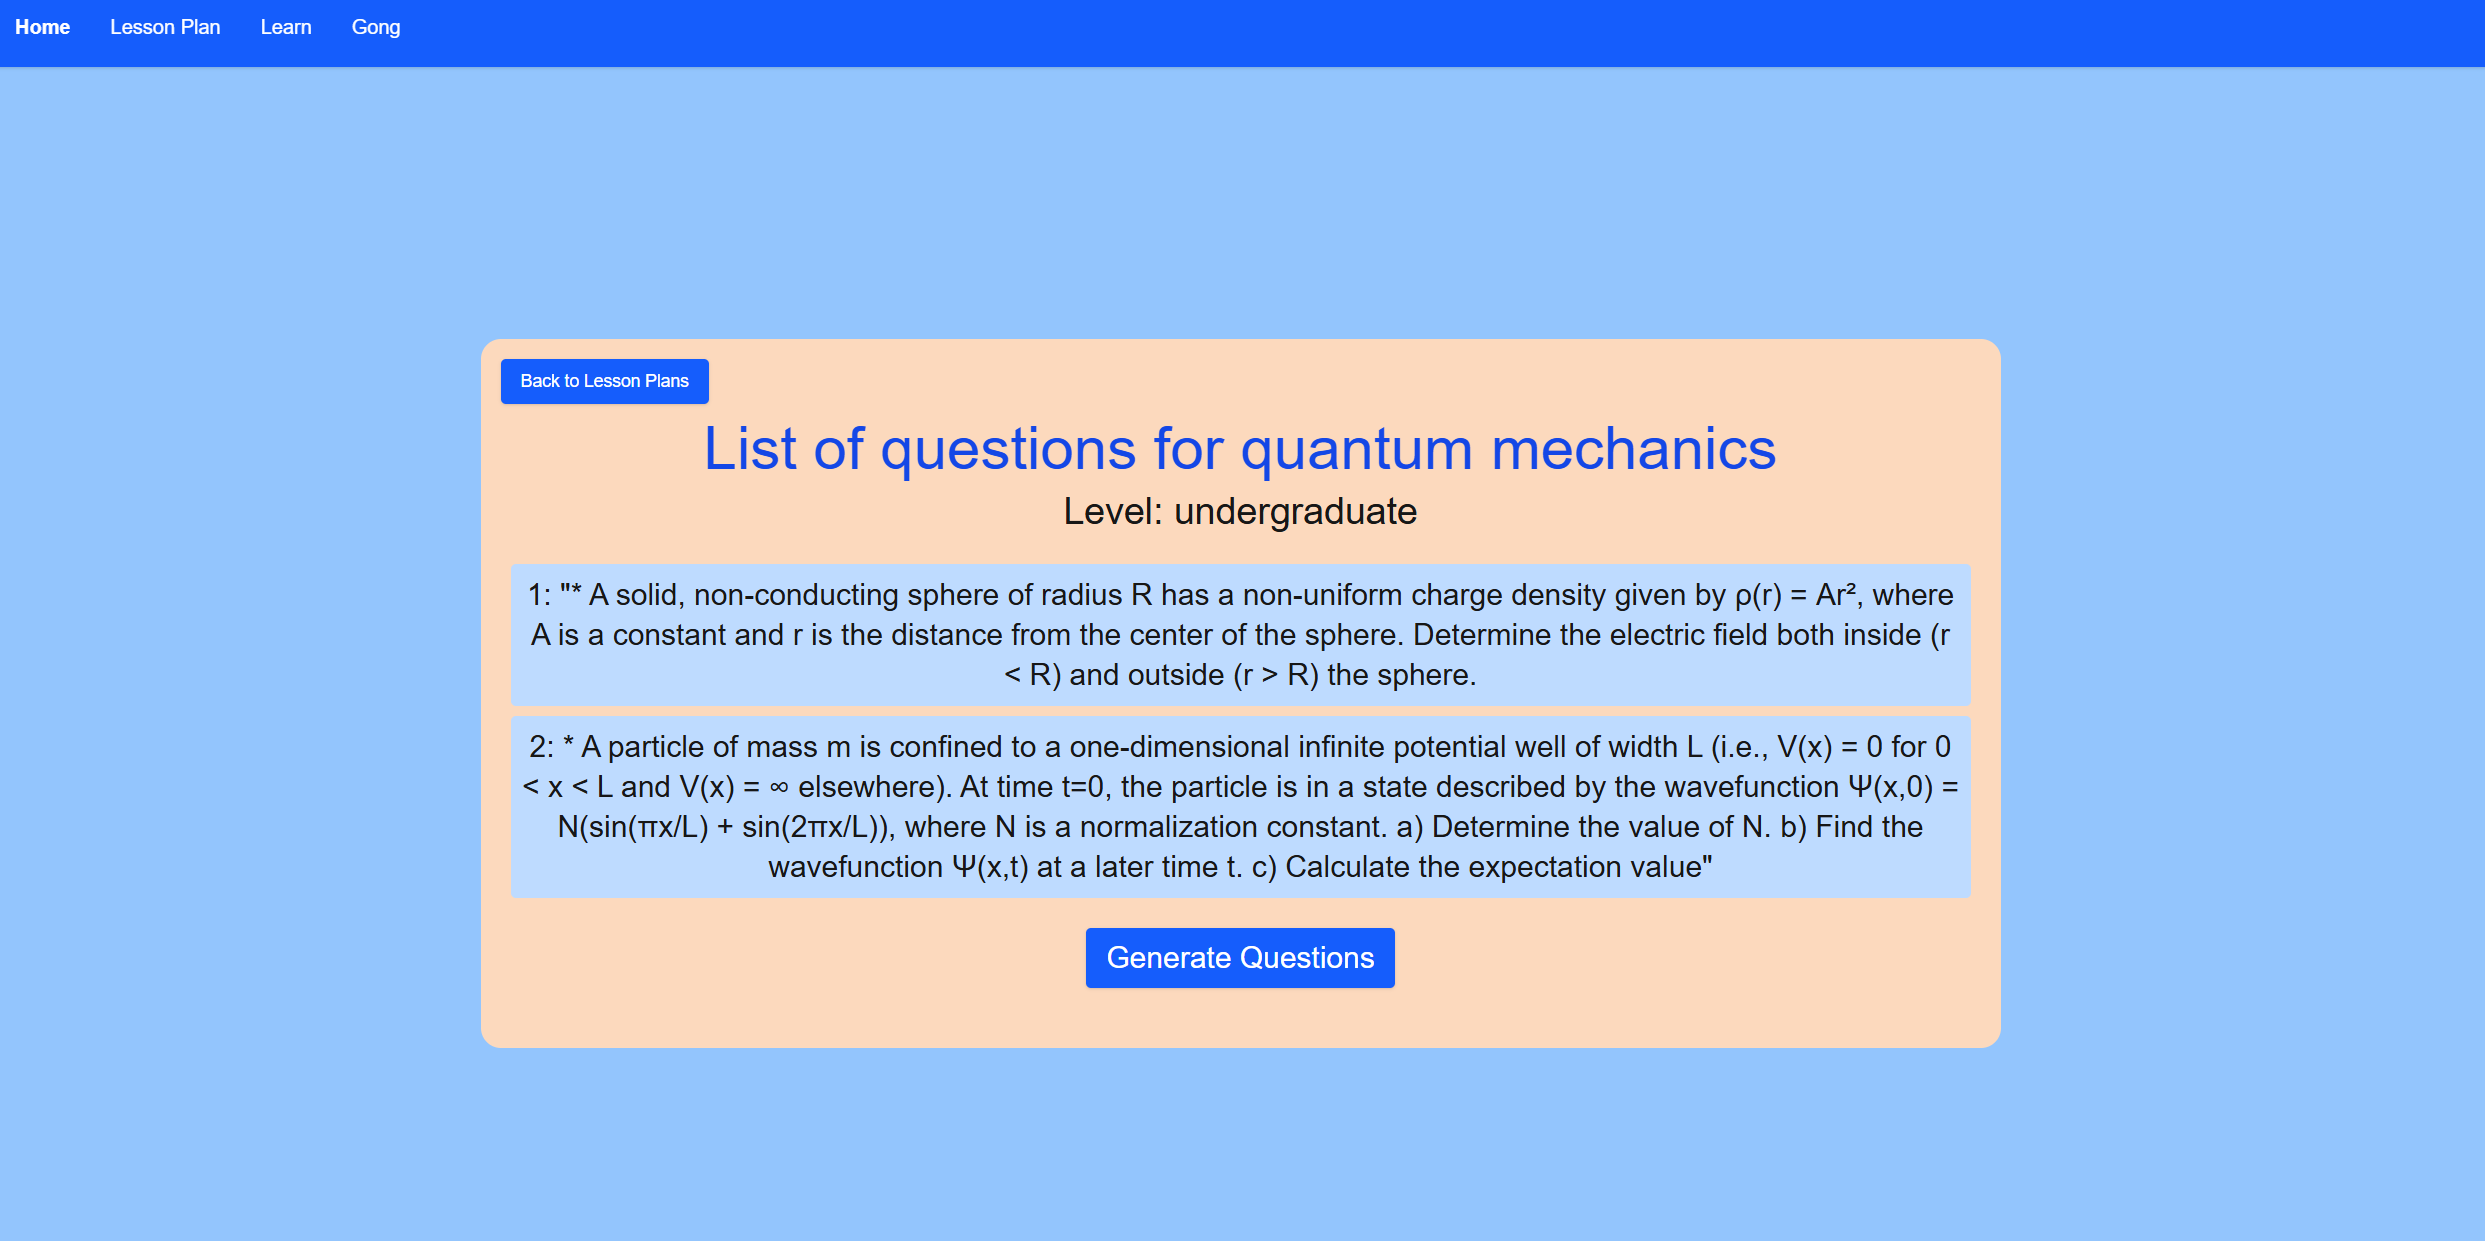 Home Lesson Plan Learn Gong
Back to Lesson Plans
List of questions for quantum mechanics
Level: undergraduate
1: "* A solid, non-conducting sphere of radius R has a non-uniform charge density given by ρ(r) = Ar², where
A is a constant and r is the distance from the center of the sphere. Determine the electric field both inside (r
< R) and outside (r > R) the sphere.
2: * A particle of mass m is confined to a one-dimensional infinite potential well of width L (i.e., V(x) = 0 for 0
< x < L and V(x) = ∞ elsewhere). At time t=0, the particle is in a state described by the wavefunction Ψ(x,0) =
N(sin(πx/L) + sin(2πx/L)), where N is a normalization constant. a) Determine the value of N. b) Find the
wavefunction Ψ(x,t) at a later time t. c) Calculate the expectation value"
Generate Questions